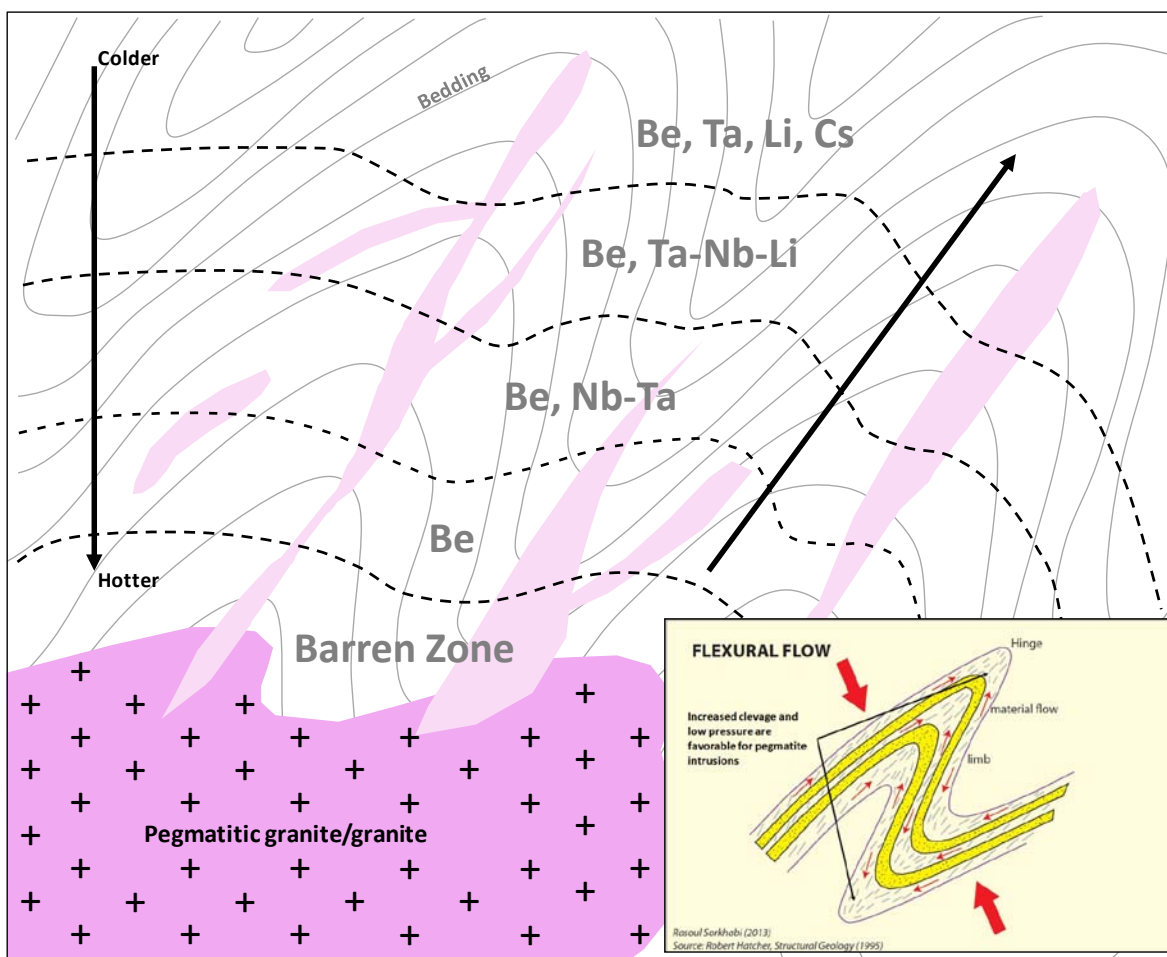 Colder
Bedding
Be, Ta, Li, Cs
Be, Ta-Nb-Li
Be, Nb-Ta
Be
Hotter
Barren Zone
Pegmatitic granite/granite
FLEXURAL FLOW
Hinge
Increased clevage and
low pressure are
favorable for pegmatite
intrusions
material flow
limb
Rasoul Sorkhabi (2013)
Source: Robert Hatcher, Structural Geology (1995)